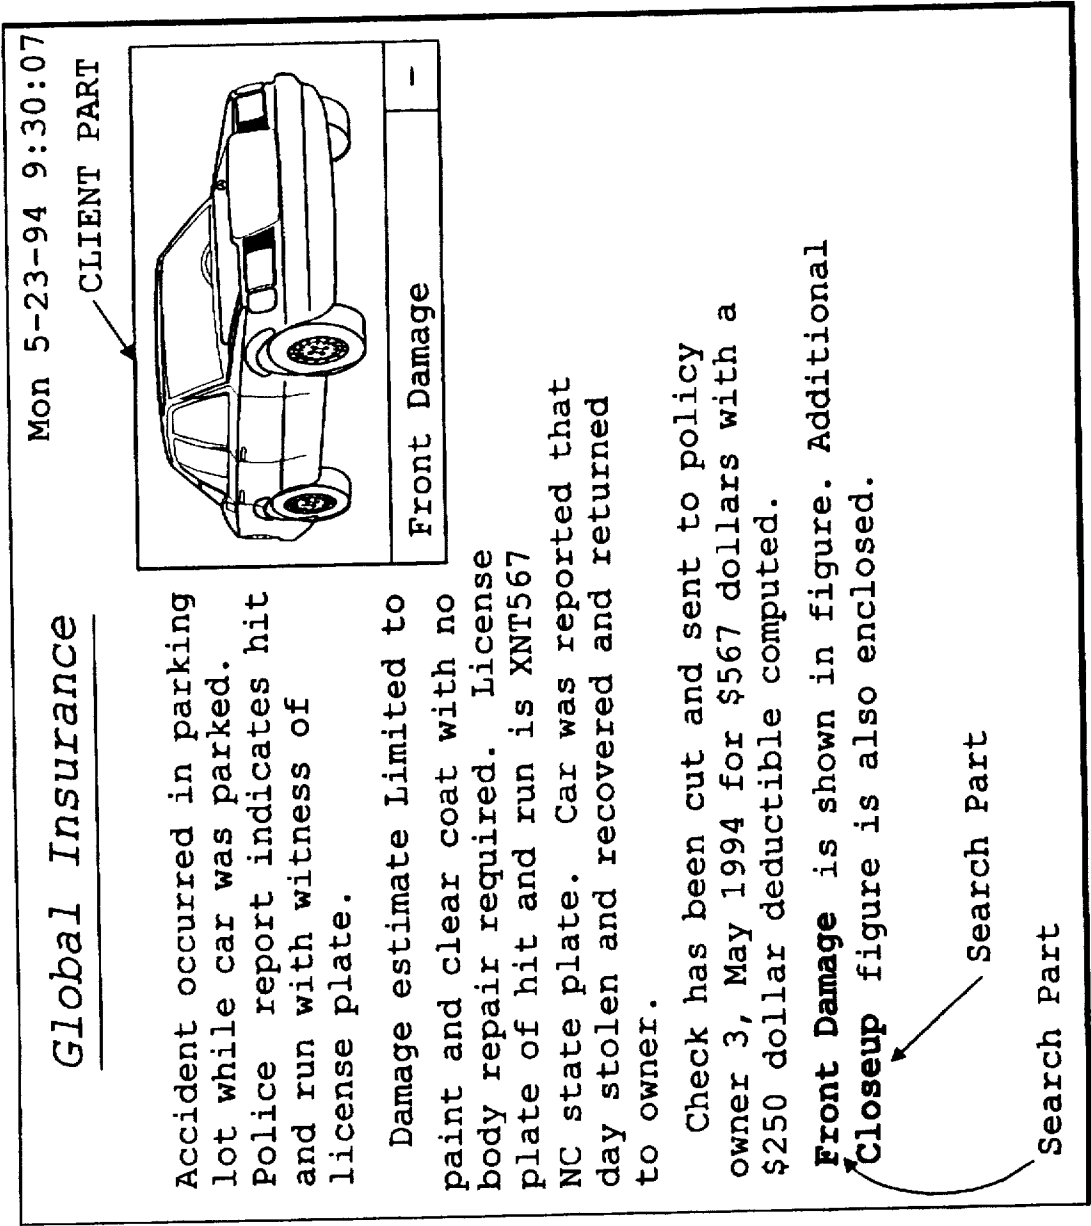 Mon 5-23-94 9:30:07
Global Insurance
CLIENT PART
Accident occurred in parking
lot while car was parked.
Police report indicates hit
and run with witness of
license plate.
Front Damage
–
Damage estimate Limited to
paint and clear coat with no
body repair required. License
plate of hit and run is XNT567
NC state plate. Car was reported that
day stolen and recovered and returned
to owner.
Check has been cut and sent to policy
owner 3, May 1994 for $567 dollars with a
$250 dollar deductible computed.
Front Damage is shown in figure. Additional
Closeup figure is also enclosed.
Search Part
Search Part